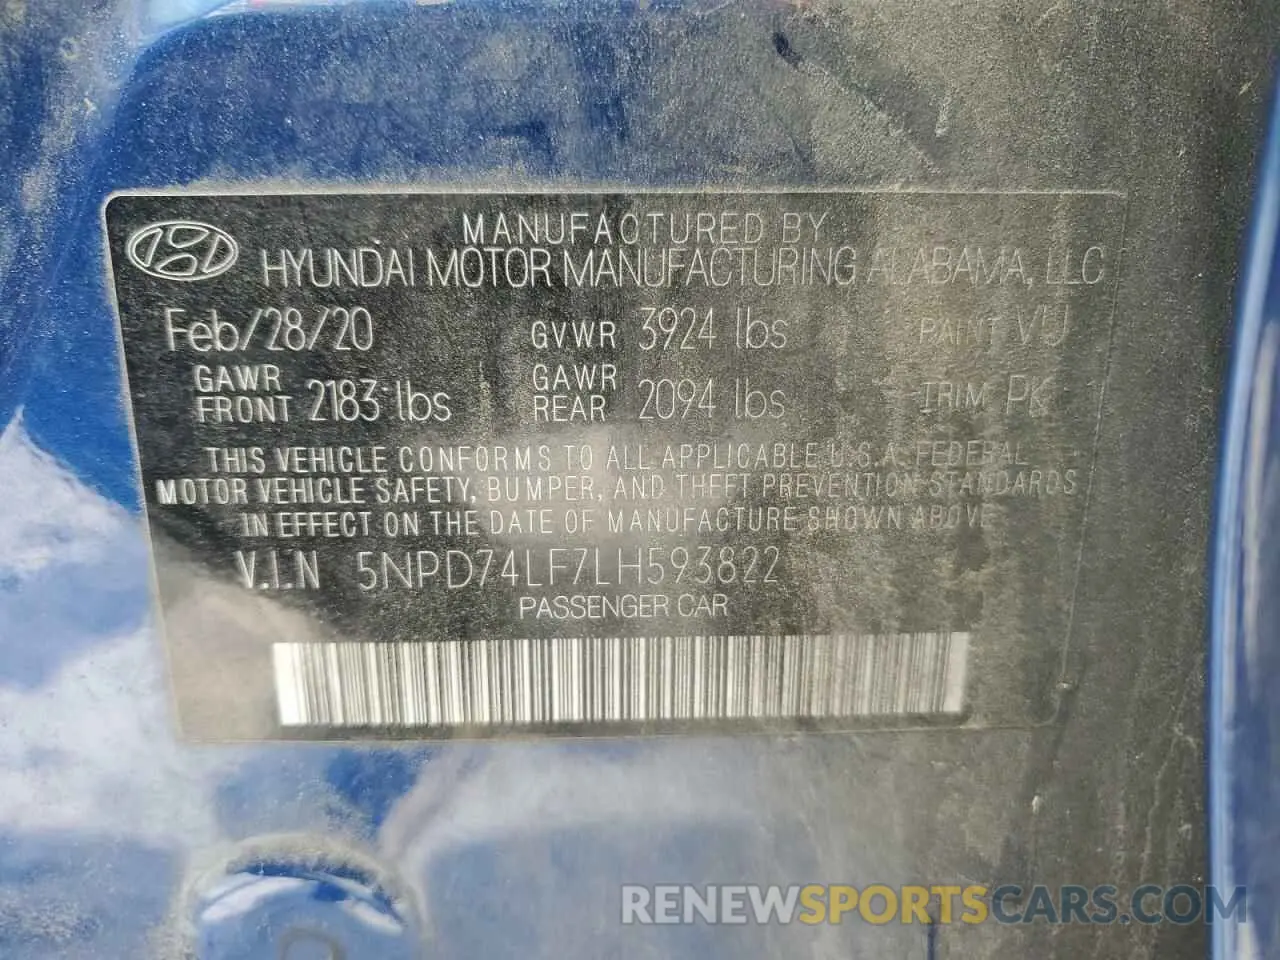 MANUFACTURED BY
HYUNDAI MOTOR MANUFACTURING ALABAMA, LLC
Feb/28/20 GVWR 3924 lbs PAINT VU
GAWR FRONT 2183 lbs GAWR REAR 2094 lbs TRIM PK
THIS VEHICLE CONFORMS TO ALL APPLICABLE U.S.A. FEDERAL
MOTOR VEHICLE SAFETY, BUMPER, AND THEFT PREVENTION STANDARDS
IN EFFECT ON THE DATE OF MANUFACTURE SHOWN ABOVE
V.I.N 5NPD74LF7LH593822
PASSENGER CAR
RENEWSPORTSCARS.COM